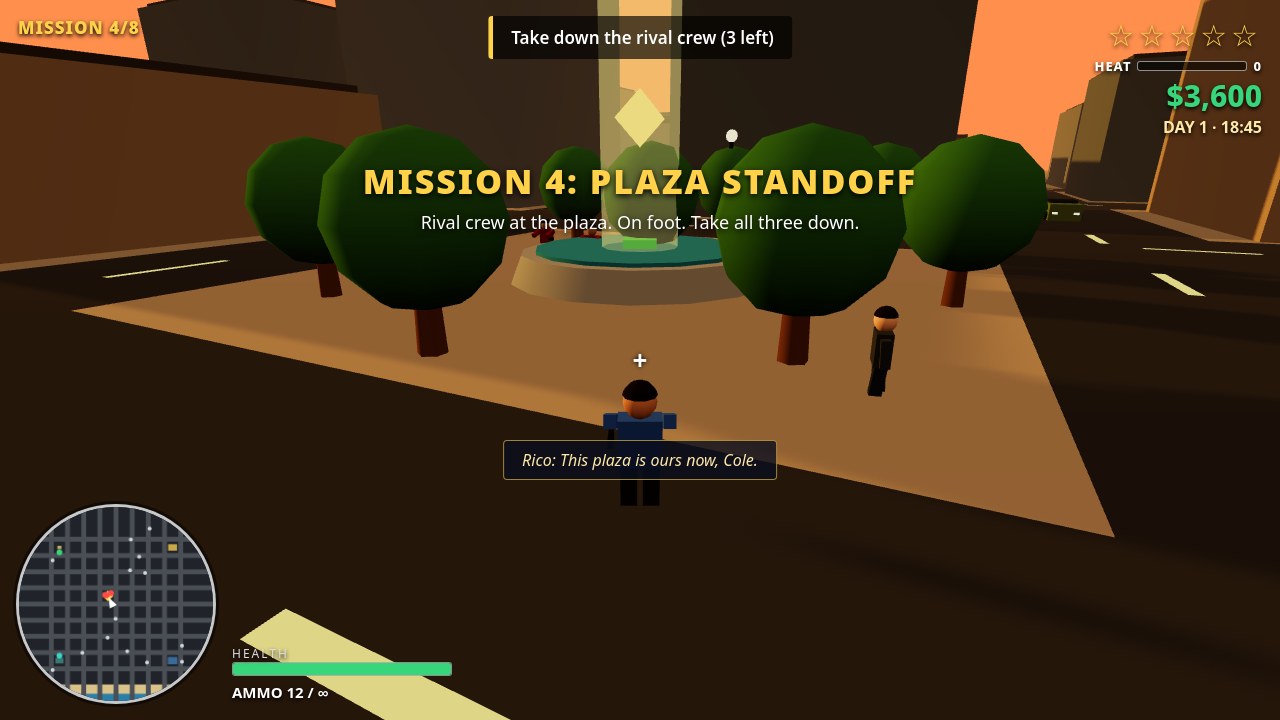 MISSION 4/8
Take down the rival crew (3 left)
☆☆☆☆☆
HEAT 0
$3,600
DAY 1 · 18:45
MISSION 4: PLAZA STANDOFF
Rival crew at the plaza. On foot. Take all three down.
+
Rico: This plaza is ours now, Cole.
HEALTH
AMMO 12 / ∞